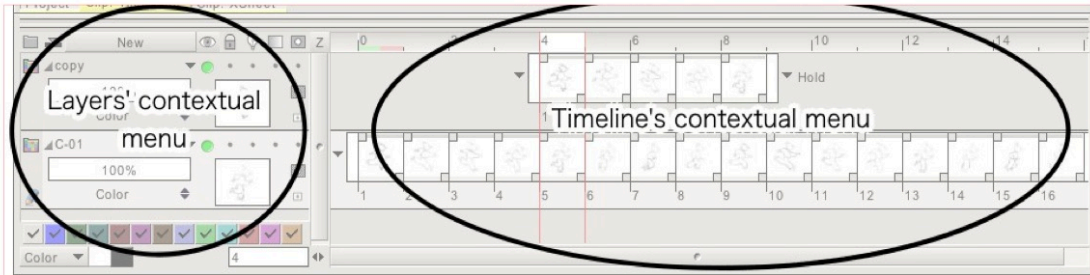 New Z 0 4 6 8 10 12 14
copy
Hold
Layers' contextual
menu
Timeline's contextual menu
Color
C-01
100%
Color
1 2 3 4 5 6 7 8 9 10 11 12 13 14 15 16
Color 4